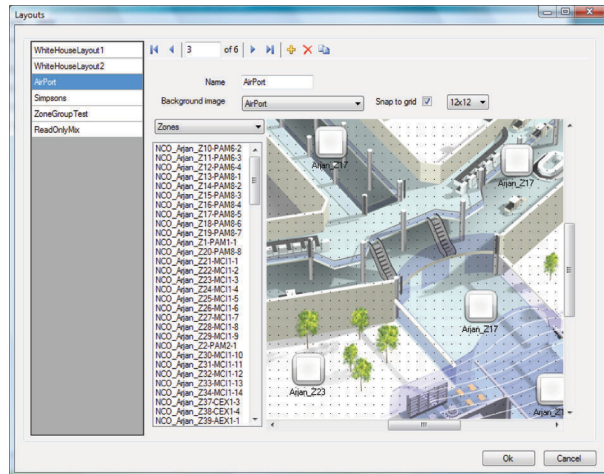 Layouts
WhiteHouseLayout1
WhiteHouseLayout2
AirPort
Simpsons
ZoneGroupTest
ReadOnlyMix
3 of 6
Name AirPort
Background image AirPort Snap to grid 12x12
Zones
NCO_Arjan_Z10-PAM6-2
NCO_Arjan_Z11-PAM6-3
NCO_Arjan_Z12-PAM6-4
NCO_Arjan_Z13-PAM8-1
NCO_Arjan_Z14-PAM8-2
NCO_Arjan_Z15-PAM8-3
NCO_Arjan_Z16-PAM8-4
NCO_Arjan_Z17-PAM8-5
NCO_Arjan_Z18-PAM8-6
NCO_Arjan_Z19-PAM8-7
NCO_Arjan_Z1-PAM1-1
NCO_Arjan_Z20-PAM8-8
NCO_Arjan_Z21-MCI1-1
NCO_Arjan_Z22-MCI1-2
NCO_Arjan_Z23-MCI1-3
NCO_Arjan_Z24-MCI1-4
NCO_Arjan_Z25-MCI1-5
NCO_Arjan_Z26-MCI1-6
NCO_Arjan_Z27-MCI1-7
NCO_Arjan_Z28-MCI1-8
NCO_Arjan_Z29-MCI1-9
NCO_Arjan_Z2-PAM2-1
NCO_Arjan_Z30-MCI1-10
NCO_Arjan_Z31-MCI1-11
NCO_Arjan_Z32-MCI1-12
NCO_Arjan_Z33-MCI1-13
NCO_Arjan_Z34-MCI1-14
NCO_Arjan_Z37-CEX1-3
NCO_Arjan_Z38-CEX1-4
NCO_Arjan_Z39-AEX1-1
Arjan_Z17
Arjan_Z17
Arjan_Z17
Arjan_Z23
Arjan_Z1
Ok Cancel